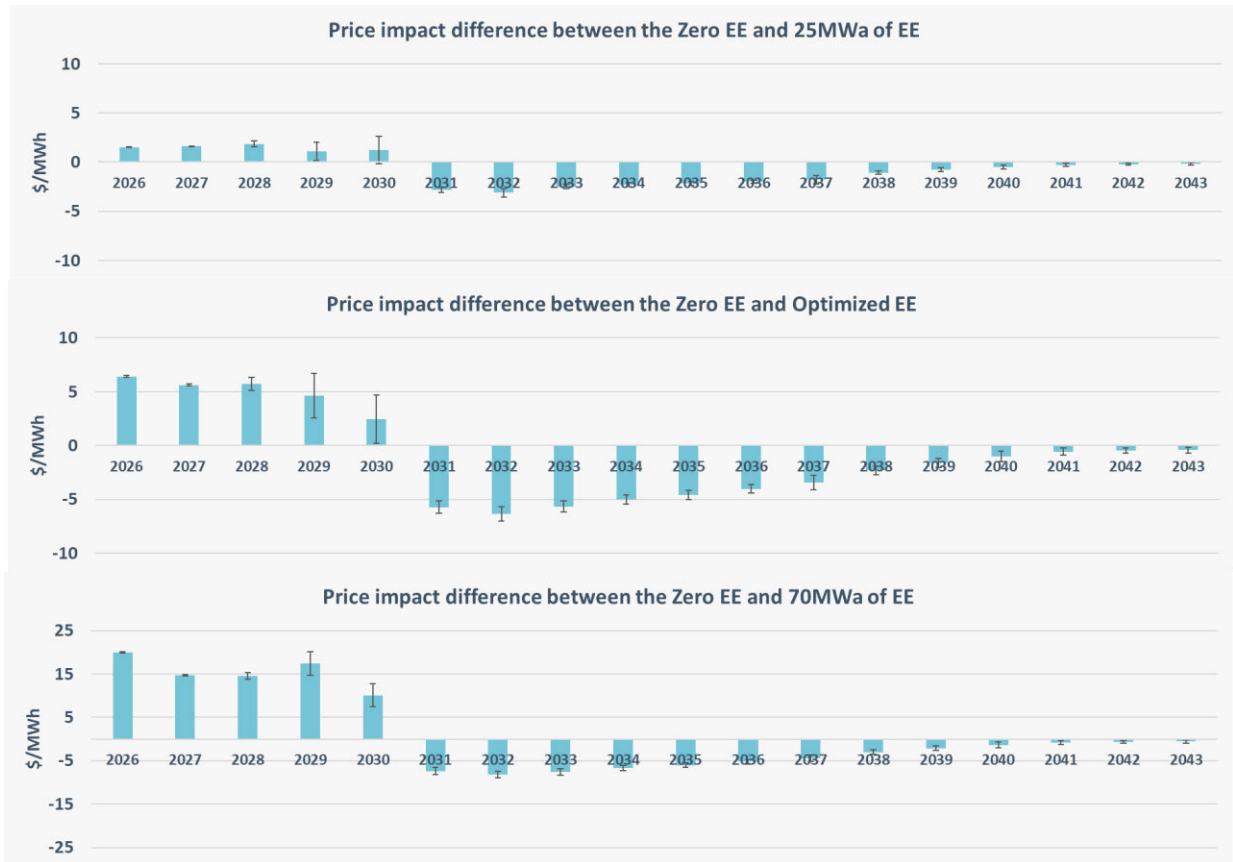 Price impact difference between the Zero EE and 25MWa of EE
10
5
0
-5
-10
$/MWh
2026 2027 2028 2029 2030 2031 2032 2033 2034 2035 2036 2037 2038 2039 2040 2041 2042 2043
Price impact difference between the Zero EE and Optimized EE
10
5
0
-5
-10
$/MWh
2026 2027 2028 2029 2030 2031 2032 2033 2034 2035 2036 2037 2038 2039 2040 2041 2042 2043
Price impact difference between the Zero EE and 70MWa of EE
25
15
5
-5
-15
-25
$/MWh
2026 2027 2028 2029 2030 2031 2032 2033 2034 2035 2036 2037 2038 2039 2040 2041 2042 2043